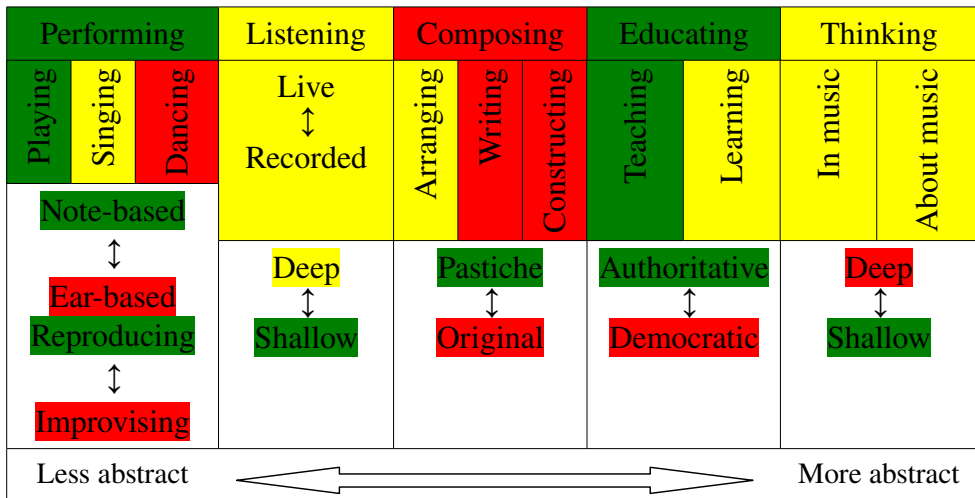 Performing
Listening
Composing
Educating
Thinking
Playing
Singing
Dancing
Live
↕
Recorded
Arranging
Writing
Constructing
Teaching
Learning
In music
About music
Note-based
↕
Ear-based
Reproducing
↕
Improvising
Deep
↕
Shallow
Pastiche
↕
Original
Authoritative
↕
Democratic
Deep
↕
Shallow
Less abstract
More abstract